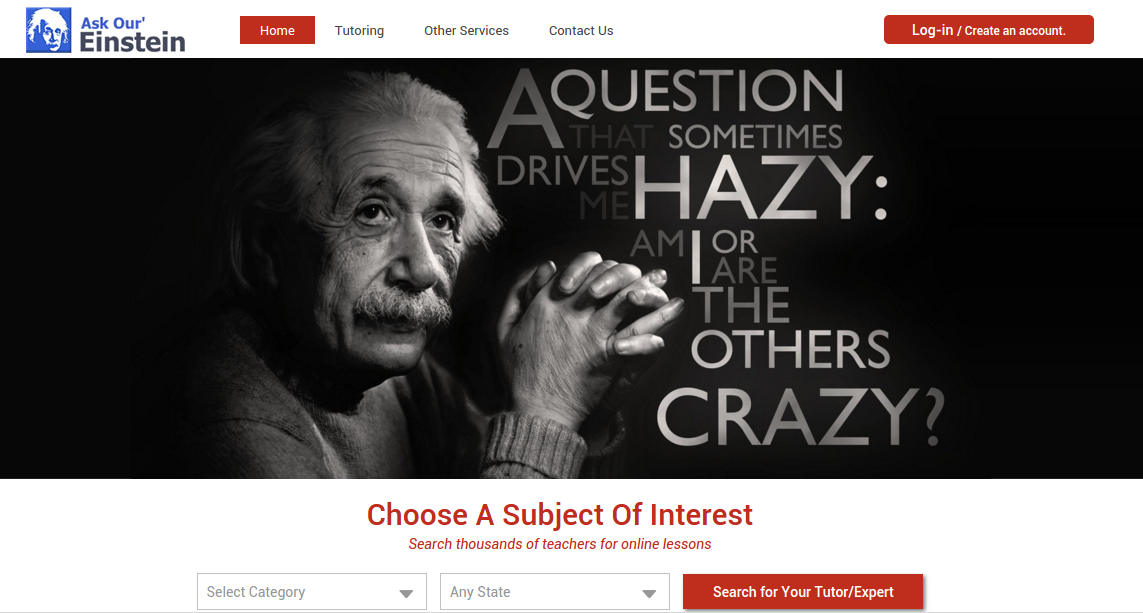 Ask Our'
Einstein
Home
Tutoring
Other Services
Contact Us
Log-in / Create an account.
A QUESTION
THAT SOMETIMES
DRIVES
ME HAZY:
AM I OR
ARE
THE
OTHERS
CRAZY?
Choose A Subject Of Interest
Search thousands of teachers for online lessons
Select Category
Any State
Search for Your Tutor/Expert